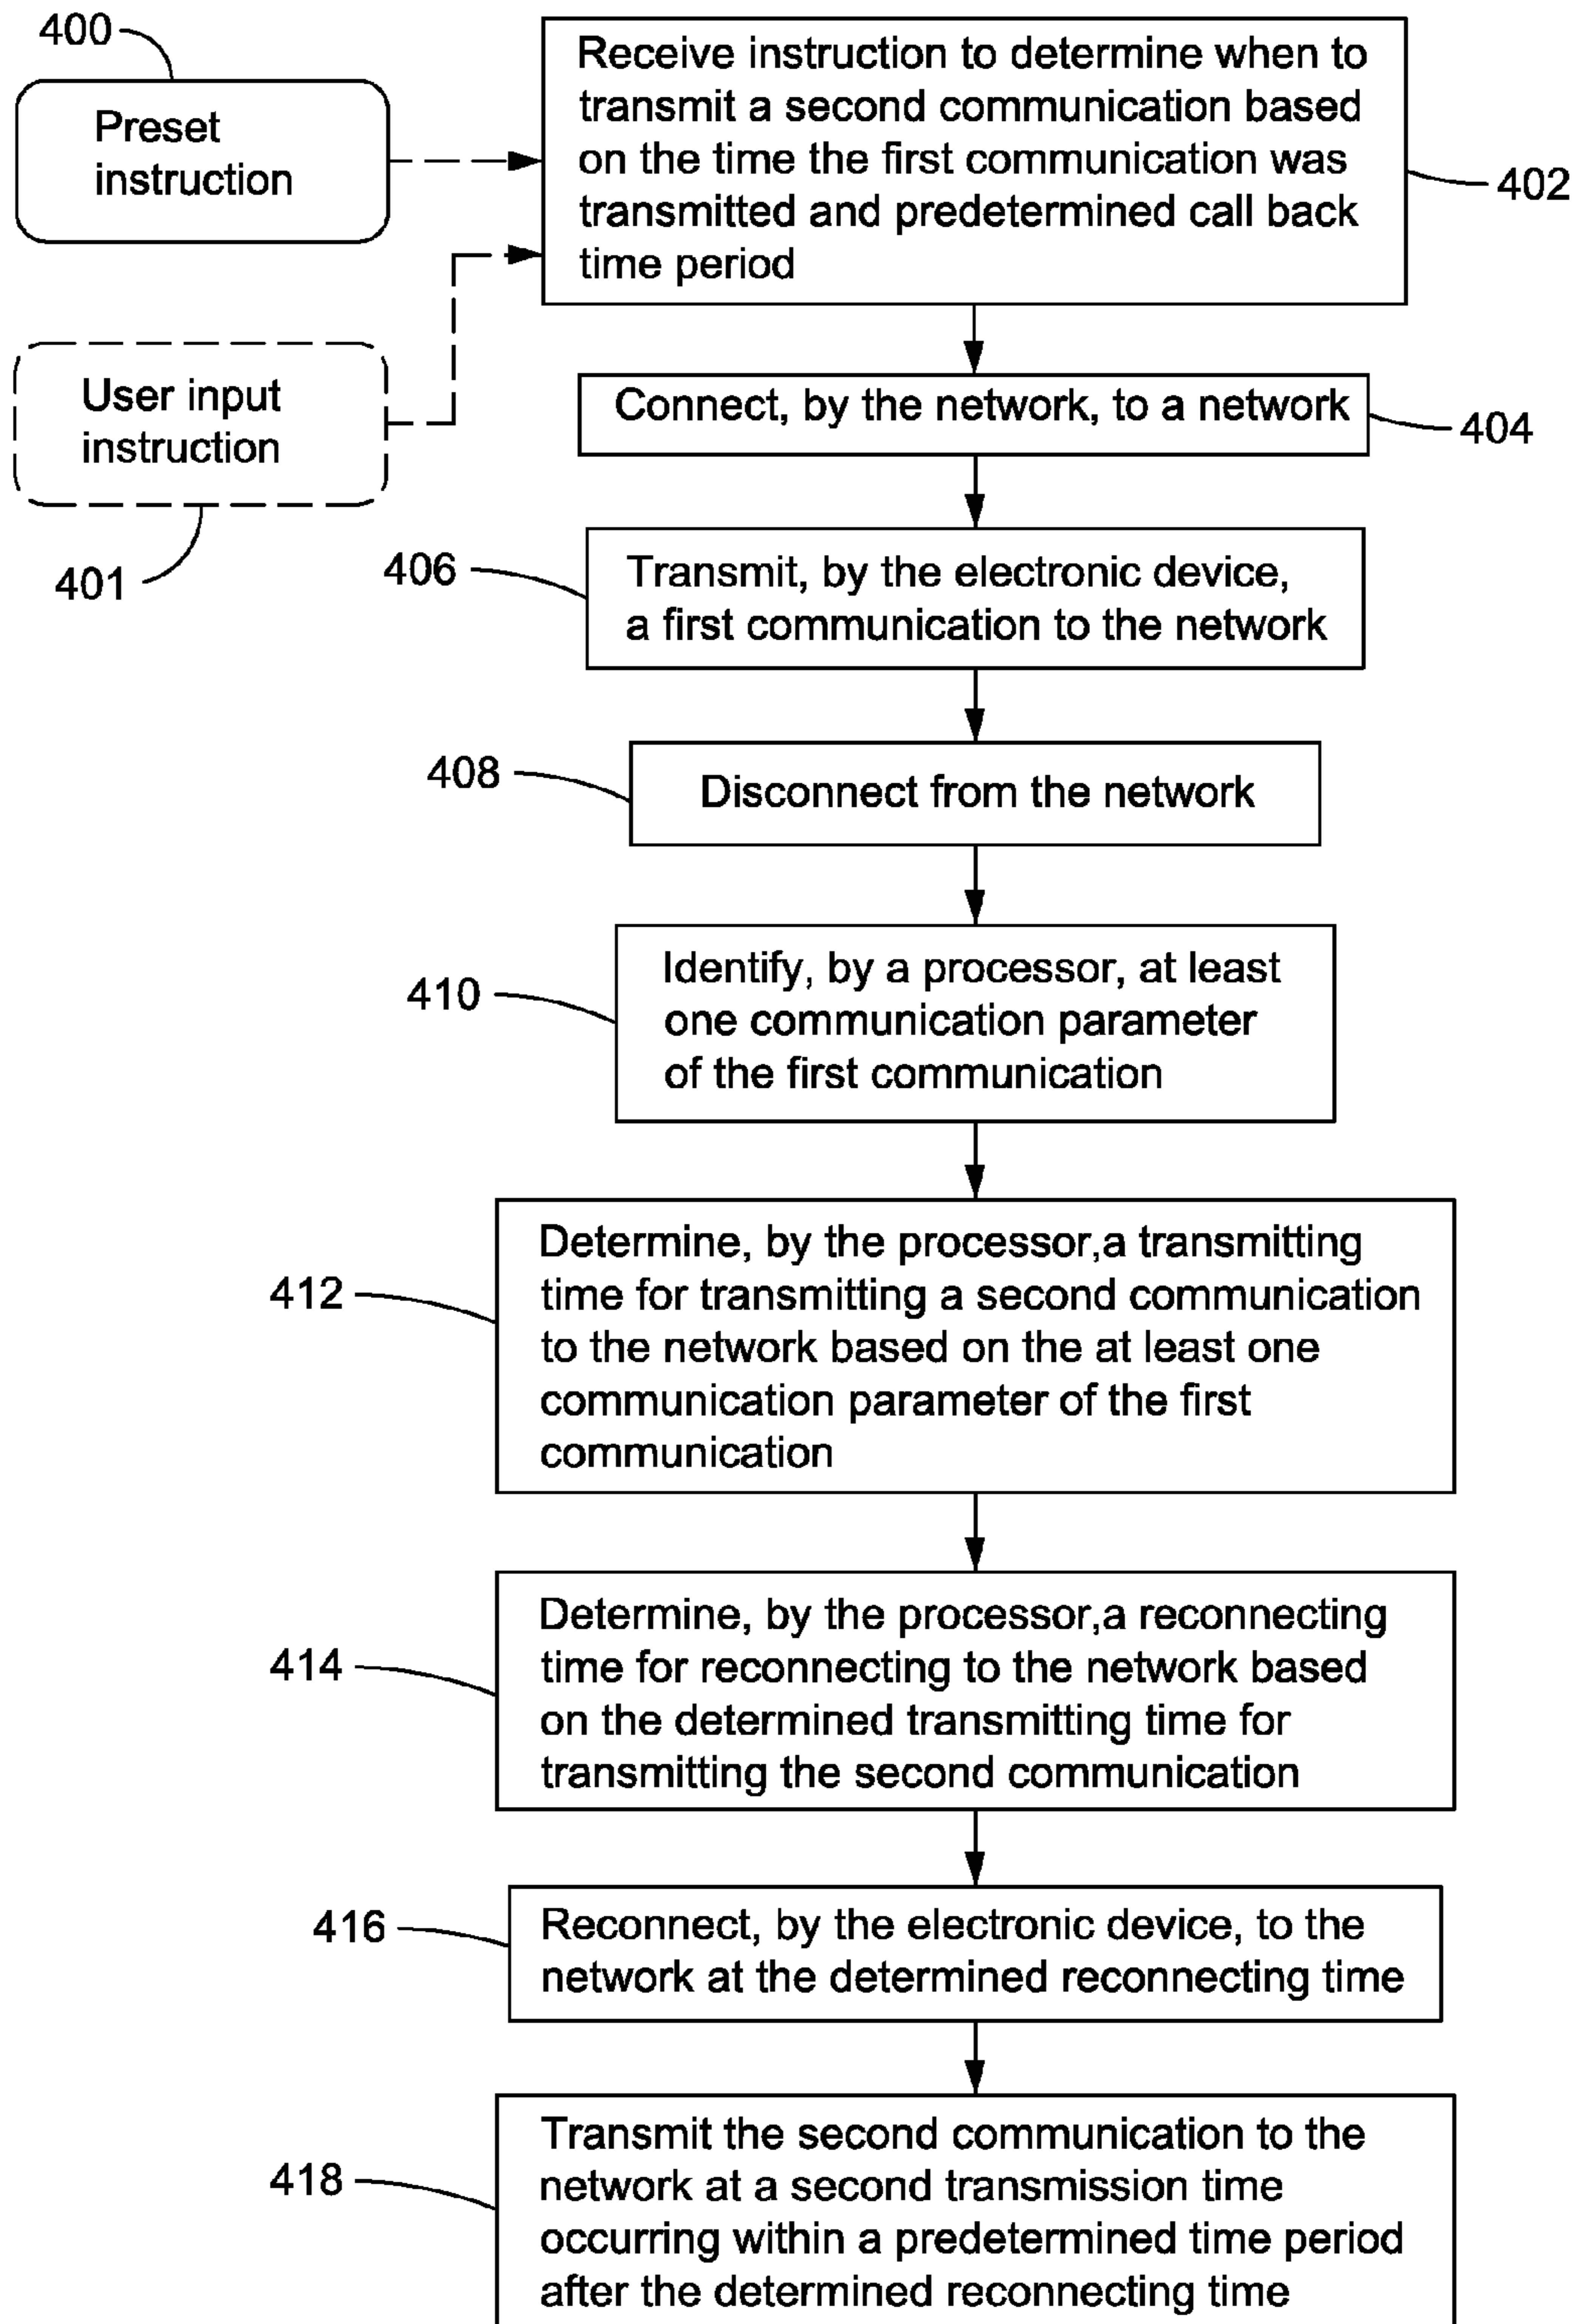 400
Preset
instruction
Receive instruction to determine when to
transmit a second communication based
on the time the first communication was
transmitted and predetermined call back
time period
402
User input
instruction
401
Connect, by the network, to a network
404
406
Transmit, by the electronic device,
a first communication to the network
408
Disconnect from the network
410
Identify, by a processor, at least
one communication parameter
of the first communication
412
Determine, by the processor,a transmitting
time for transmitting a second communication
to the network based on the at least one
communication parameter of the first
communication
414
Determine, by the processor,a reconnecting
time for reconnecting to the network based
on the determined transmitting time for
transmitting the second communication
416
Reconnect, by the electronic device, to the
network at the determined reconnecting time
418
Transmit the second communication to the
network at a second transmission time
occurring within a predetermined time period
after the determined reconnecting time